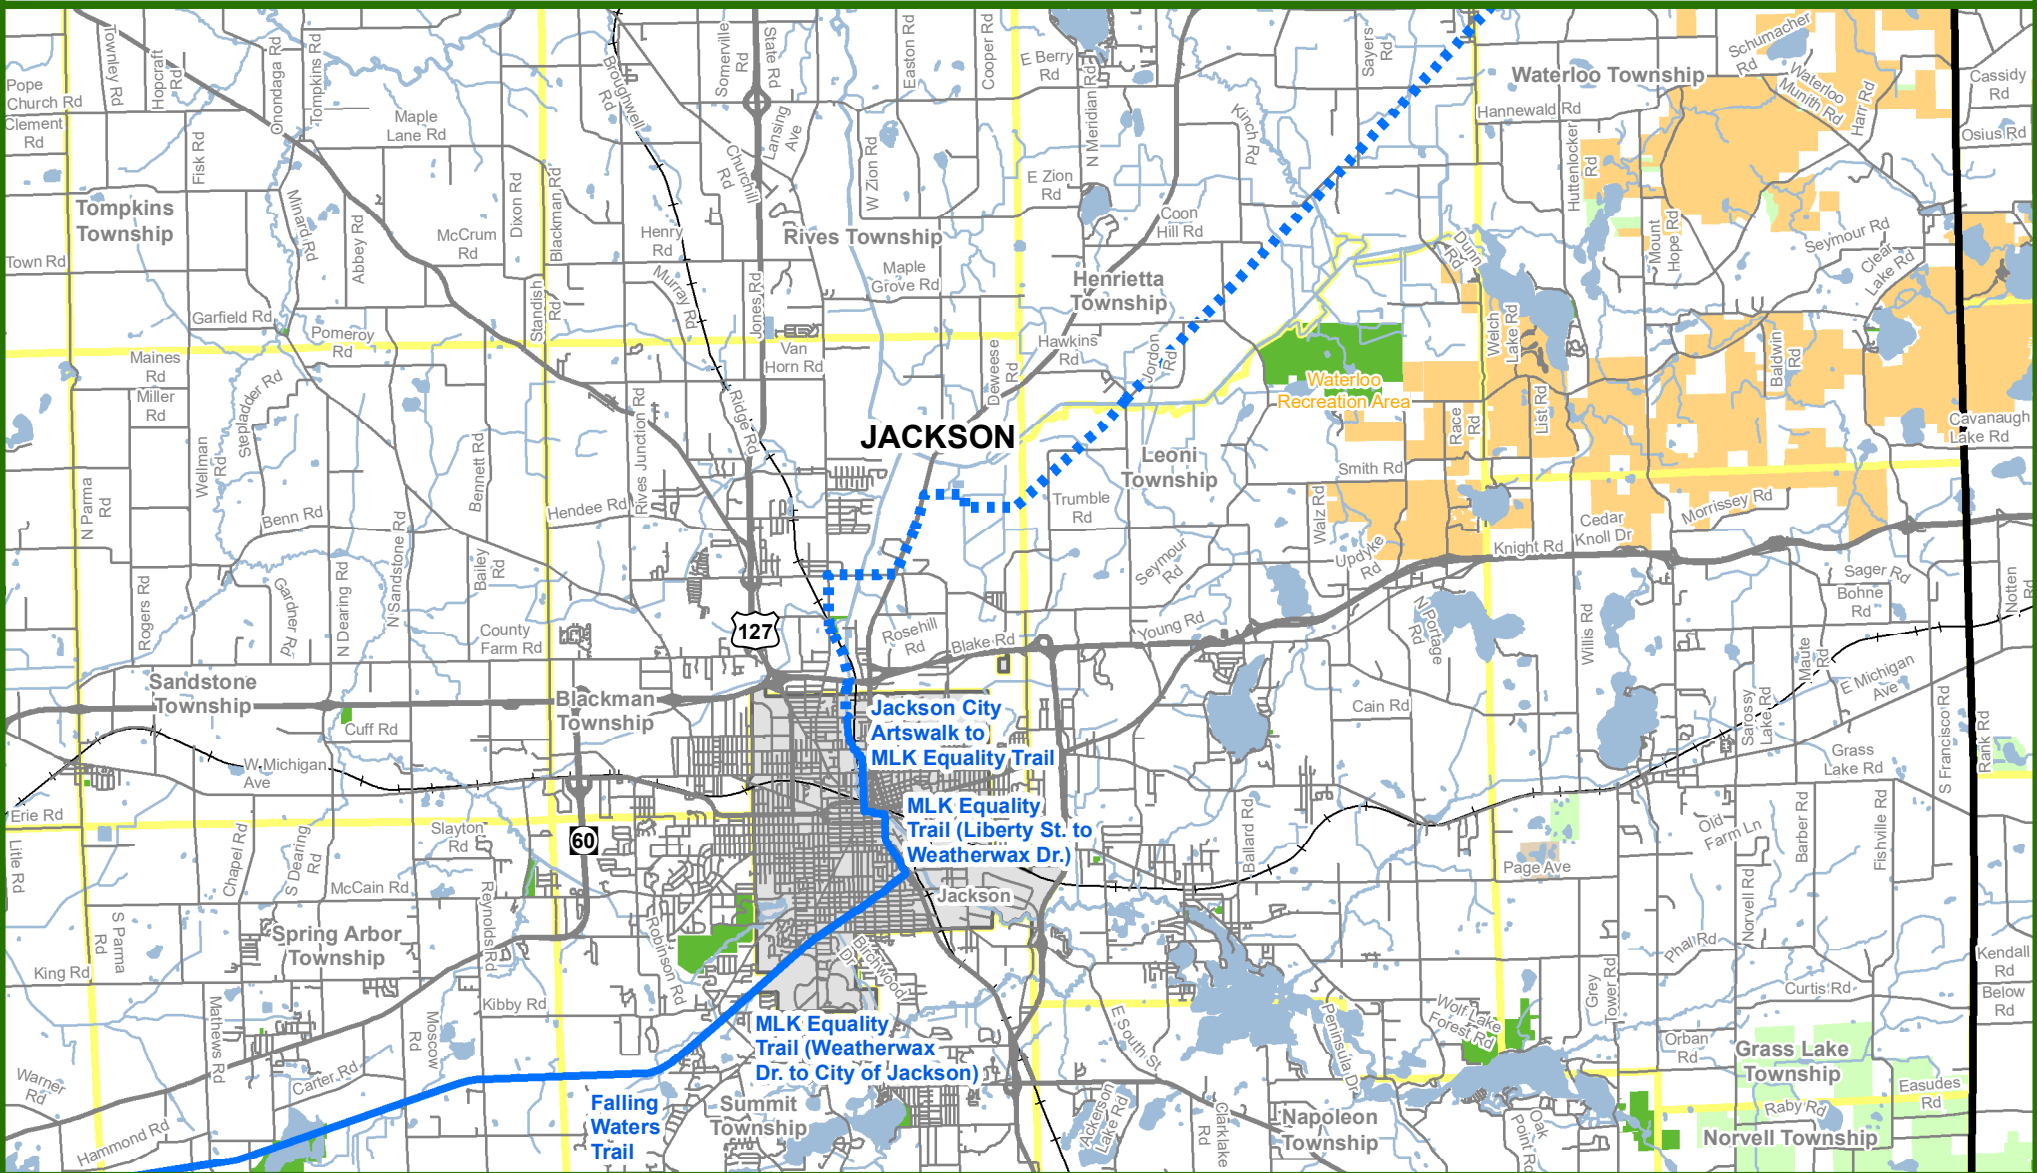 Pope
Church Rd
Clement
Rd
Townley Rd
Hopcraft
Rd
Onondaga Rd
Tompkins Rd
Maple
Lane Rd
Fisk Rd
Broughwell
Rd
Somerville
Rd
State Rd
Lansing
Ave
Churchill
Rd
Easton Rd
Cooper Rd
E Berry
Rd
N Meridian Rd
W Zion Rd
E Zion
Rd
Kinch Rd
Sayers
Rd
Waterloo Township
Hannewald Rd
Schumacher
Rd
Waterloo
Munith Rd
Harr Rd
Cassidy
Rd
Osius Rd
Huttenlocker
Rd
Mount
Hope Rd
Seymour Rd
Clear
Lake Rd
Tompkins
Township
Town Rd
Minard Rd
Abbey Rd
McCrum
Rd
Dixon Rd
Blackman Rd
Henry
Rd
Murray Rd
Rives Township
Maple
Grove Rd
Coon
Hill Rd
Henrietta
Township
Dunn
Rd
Garfield Rd
Pomeroy
Rd
Standish
Rd
Jones Rd
Van
Horn Rd
Hawkins
Rd
Deweese
Rd
Jordon
Rd
Welch
Lake Rd
Baldwin
Rd
Maines
Rd
Miller
Rd
Stepladder Rd
Wellman
Rd
Ridge Rd
Rives Junction Rd
Waterloo
Recreation Area
Race
Rd
List Rd
Cavanaugh
Lake Rd
JACKSON
Leoni
Township
Smith Rd
N Parma
Rd
Benn Rd
Bennett Rd
Hendee Rd
Trumble
Rd
Walz Rd
Morrissey Rd
Cedar
Knoll Dr
Knight Rd
Updyke
Rd
Seymour
Rd
N Sandstone Rd
Bailey
Rd
Rogers Rd
Gardner Rd
N Dearing Rd
County
Farm Rd
127
Rosehill
Rd
Blake Rd
Young Rd
N Portage
Rd
Willis Rd
Sager Rd
Bohne
Rd
Notten
Rd
Maute
Rd
E Michigan
Ave
Sandstone
Township
Cuff Rd
Blackman
Township
Jackson City
Artswalk to
MLK Equality Trail
Cain Rd
Sarossy
Lake Rd
Grass
Lake Rd
S Francisco Rd
Rank Rd
W Michigan
Ave
Erie Rd
MLK Equality
Trail (Liberty St. to
Weatherwax Dr.)
Slayton
Rd
60
Ballard Rd
Old
Farm Ln
Barber Rd
Fishville Rd
Page Ave
Little Rd
Chapel Rd
S Dearing
Rd
McCain Rd
Reynolds Rd
Jackson
Norvell Rd
S Parma
Rd
Spring Arbor
Township
Robinson Rd
Birchwood
Dr
Phal Rd
King Rd
Kibby Rd
Grey
Tower Rd
Curtis Rd
Kendall
Rd
Below
Rd
Mathews Rd
Moscow
Rd
MLK Equality
Trail (Weatherwax
Dr. to City of Jackson)
E South St
Peninsula Dr
Wolf Lake
Forest Rd
Orban
Rd
Grass Lake
Township
Warner
Rd
Carter Rd
Falling
Waters
Trail
Summit
Township
Ackerson
Lake Rd
Clarklake
Rd
Napoleon
Township
Oak
Point Rd
Raby Rd
Easudes
Rd
Hammond Rd
Norvell Township